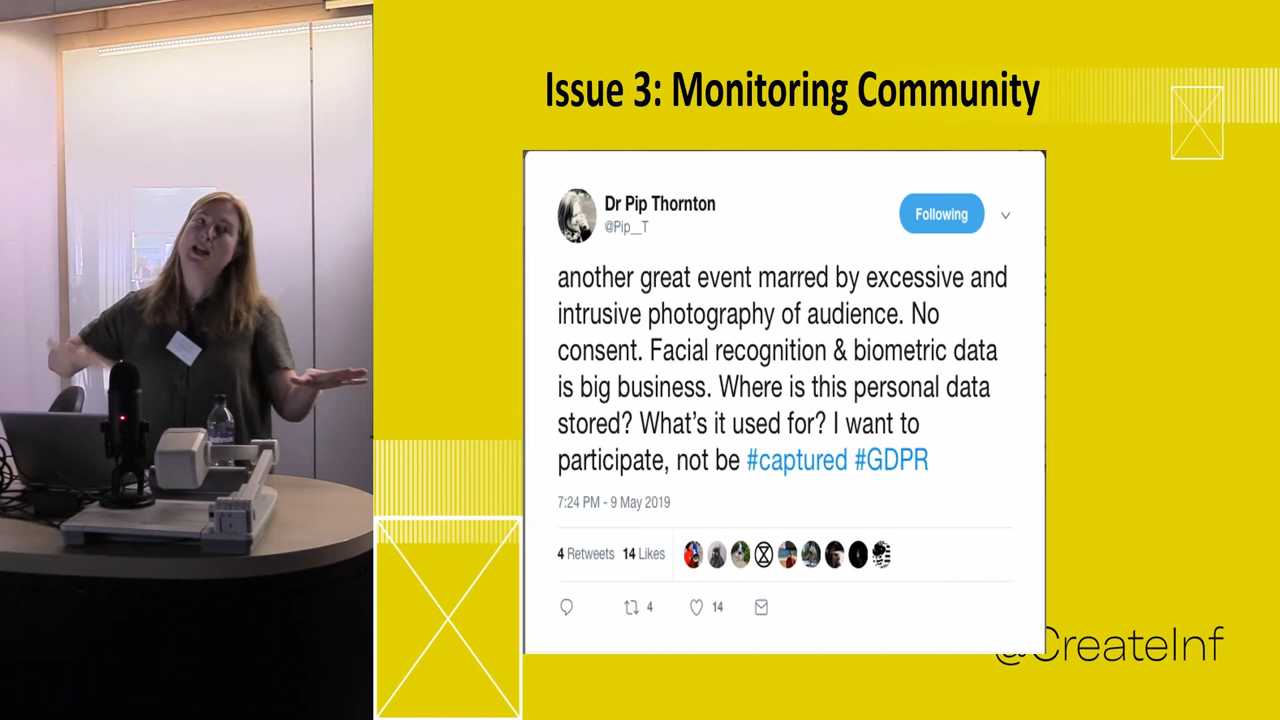 Issue 3: Monitoring Community
Dr Pip Thornton
@Pip__T
Following
another great event marred by excessive and
intrusive photography of audience. No
consent. Facial recognition & biometric data
is big business. Where is this personal data
stored? What's it used for? I want to
participate, not be #captured #GDPR
7:24 PM - 9 May 2019
4 Retweets 14 Likes
4 14
@CreateInf